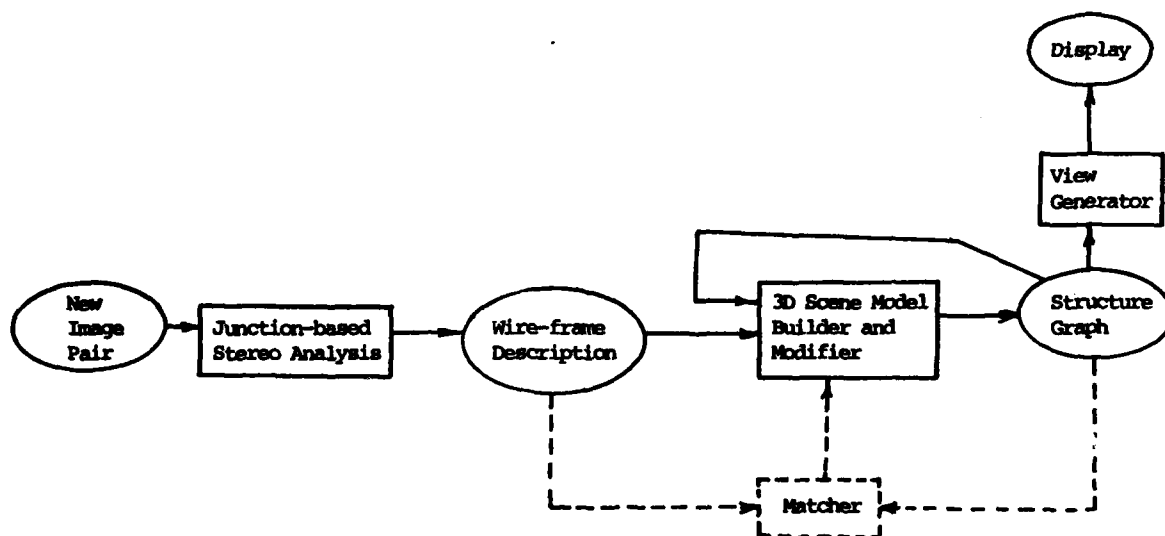 Display
View
Generator
New
Image
Pair
Junction-based
Stereo Analysis
Wire-frame
Description
3D Scene Model
Builder and
Modifier
Structure
Graph
Matcher